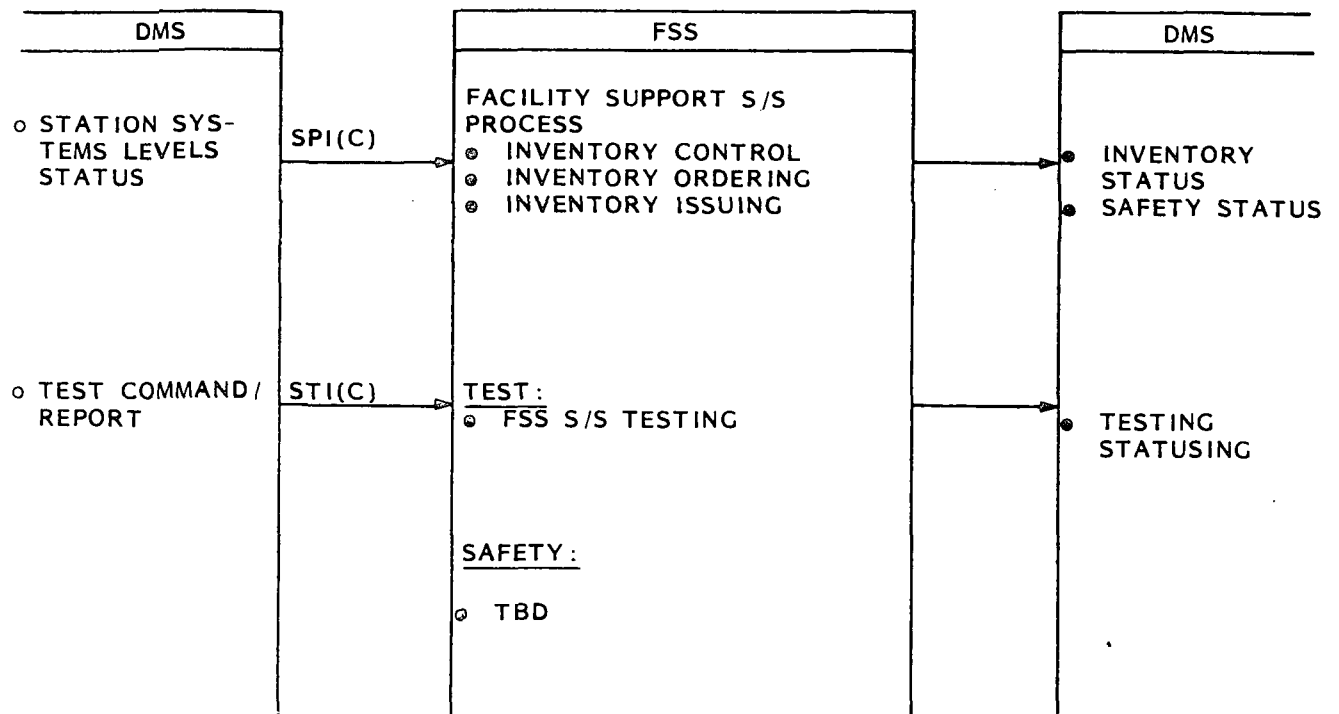 DMS
FSS
DMS
○ STATION SYS-
TEMS LEVELS
STATUS
SPI(C)
FACILITY SUPPORT S/S
PROCESS
● INVENTORY CONTROL
● INVENTORY ORDERING
● INVENTORY ISSUING
● INVENTORY
STATUS
● SAFETY STATUS
○ TEST COMMAND/
REPORT
STI(C)
TEST:
● FSS S/S TESTING
● TESTING
STATUSING
SAFETY:
● TBD